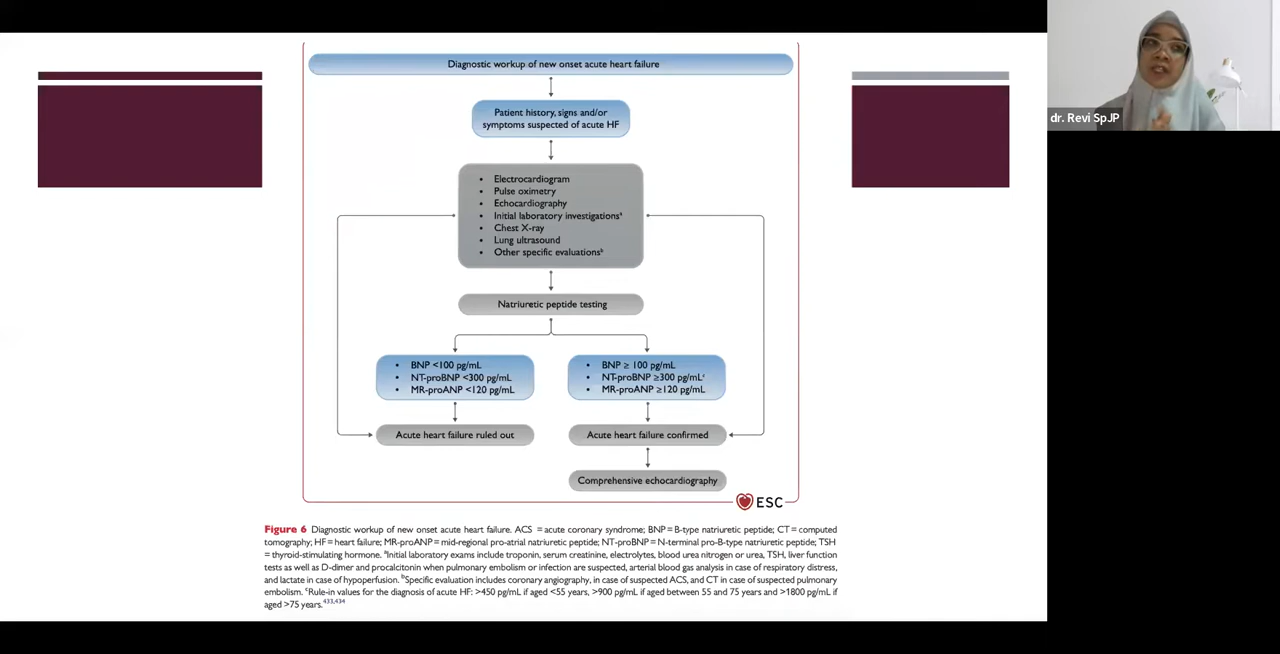 Diagnostic workup of new onset acute heart failure
Patient history, signs and/or
symptoms suspected of acute HF
• Electrocardiogram
• Pulse oximetry
• Echocardiography
• Initial laboratory investigationsᵃ
• Chest X-ray
• Lung ultrasound
• Other specific evaluationsᵇ
Natriuretic peptide testing
• BNP <100 pg/mL
• NT-proBNP <300 pg/mL
• MR-proANP <120 pg/mL
• BNP ≥ 100 pg/mL
• NT-proBNP ≥300 pg/mLᶜ
• MR-proANP ≥120 pg/mL
Acute heart failure ruled out
Acute heart failure confirmed
Comprehensive echocardiography
ESC
Figure 6 Diagnostic workup of new onset acute heart failure. ACS = acute coronary syndrome; BNP = B-type natriuretic peptide; CT = computed
tomography; HF = heart failure; MR-proANP = mid-regional pro-atrial natriuretic peptide; NT-proBNP = N-terminal pro-B-type natriuretic peptide; TSH
= thyroid-stimulating hormone. ᵃInitial laboratory exams include troponin, serum creatinine, electrolytes, blood urea nitrogen or urea, TSH, liver function
tests as well as D-dimer and procalcitonin when pulmonary embolism or infection are suspected, arterial blood gas analysis in case of respiratory distress,
and lactate in case of hypoperfusion. ᵇSpecific evaluation includes coronary angiography, in case of suspected ACS, and CT in case of suspected pulmonary
embolism. ᶜRule-in values for the diagnosis of acute HF: >450 pg/mL if aged <55 years, >900 pg/mL if aged between 55 and 75 years and >1800 pg/mL if
aged >75 years.⁴³³,⁴³⁴
dr. Revi SpJP